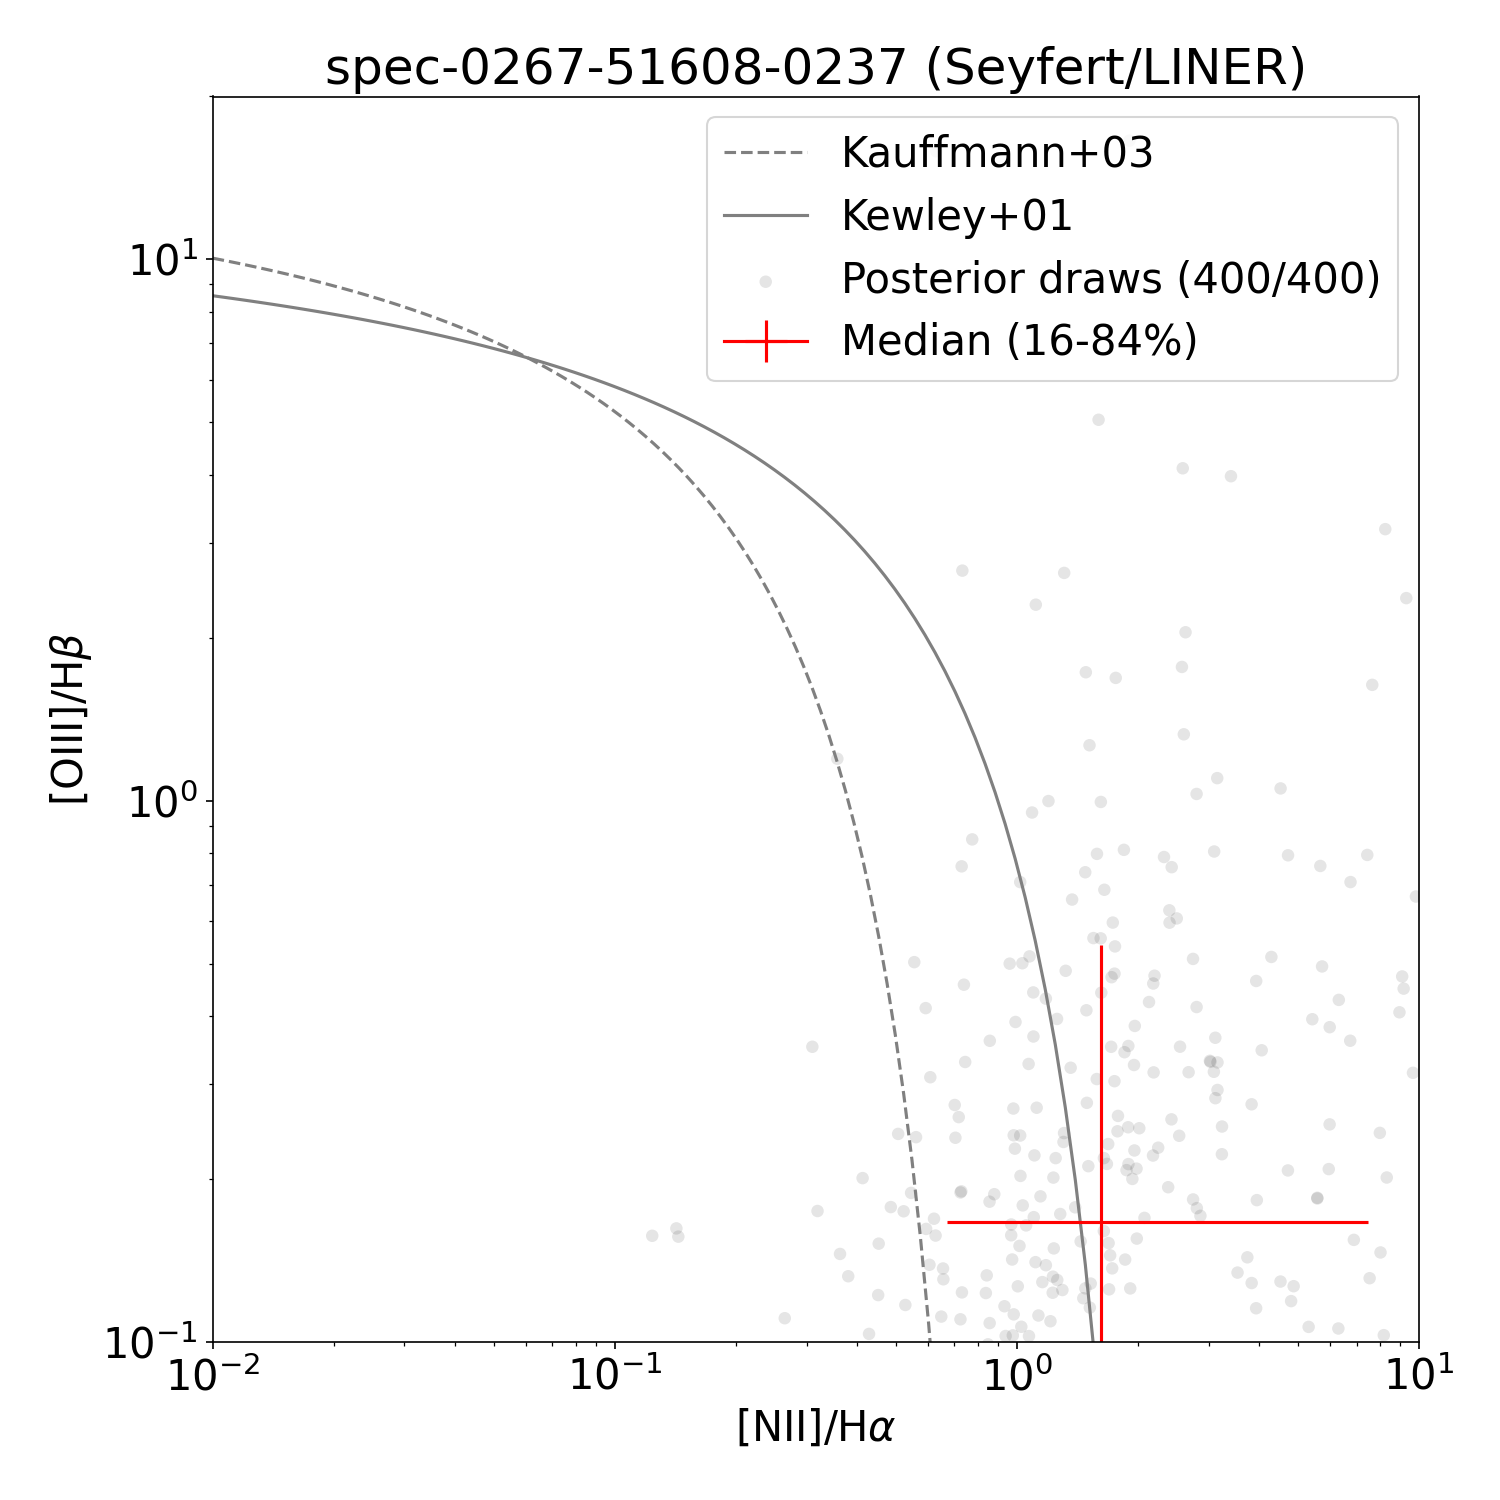 spec-0267-51608-0237 (Seyfert/LINER)
Kauffmann+03
Kewley+01
Posterior draws (400/400)
Median (16-84%)
10¹
10⁰
10⁻¹
[OIII]/Hβ
10⁻² 10⁻¹ 10⁰ 10¹
[NII]/Hα